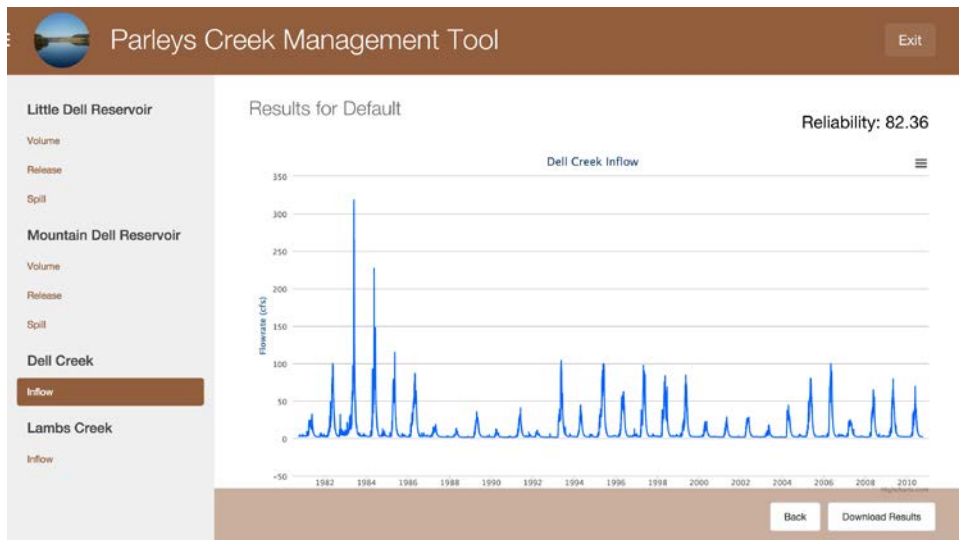 Parleys Creek Management Tool
Exit
Little Dell Reservoir
Volume
Release
Spill
Mountain Dell Reservoir
Volume
Release
Spill
Dell Creek
Inflow
Lambs Creek
Inflow
Results for Default
Reliability: 82.36
Dell Creek Inflow
Flowrate (cfs)
350
300
250
200
150
100
50
0
-50
1982 1984 1986 1988 1990 1992 1994 1996 1998 2000 2002 2004 2006 2008 2010
Highcharts.com
Back
Download Results